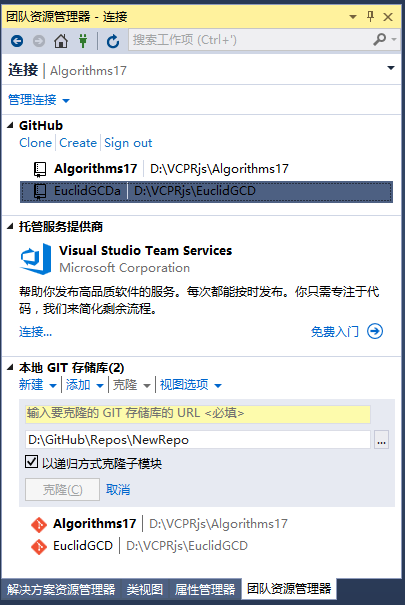 团队资源管理器 - 连接
搜索工作项 (Ctrl+')
连接 | Algorithms17
管理连接
GitHub
Clone | Create | Sign out
Algorithms17 | D:\VCPRjs\Algorithms17
EuclidGCDa | D:\VCPRjs\EuclidGCD
托管服务提供商
Visual Studio Team Services
Microsoft Corporation
帮助你发布高品质软件的服务。每次都能按时发布。你只需专注于代
码，我们来简化剩余流程。
连接... 免费入门
本地 GIT 存储库(2)
新建 | 添加 | 克隆 | 视图选项
输入要克隆的 GIT 存储库的 URL <必填>
D:\GitHub\Repos\NewRepo ...
以递归方式克隆子模块
克隆(C) 取消
Algorithms17 | D:\VCPRjs\Algorithms17
EuclidGCD | D:\VCPRjs\EuclidGCD
解决方案资源管理器 类视图 属性管理器 团队资源管理器